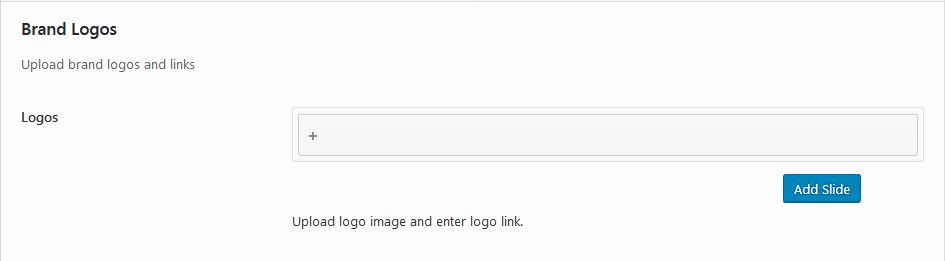 Brand Logos
Upload brand logos and links
Logos
+
Add Slide
Upload logo image and enter logo link.